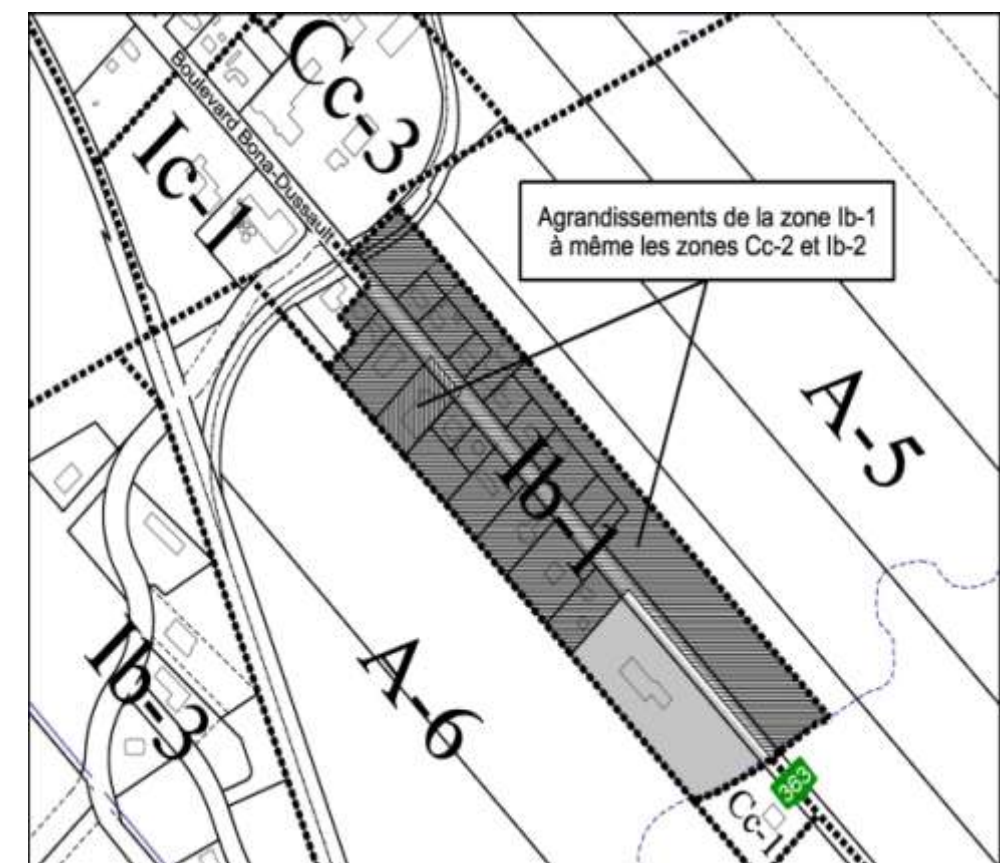 Cc-3
Boulevard Bona-Dussault
Ic-1
Agrandissements de la zone Ib-1
à même les zones Cc-2 et Ib-2
A-5
Ib-1
Ib-3
A-6
363
Cc-1